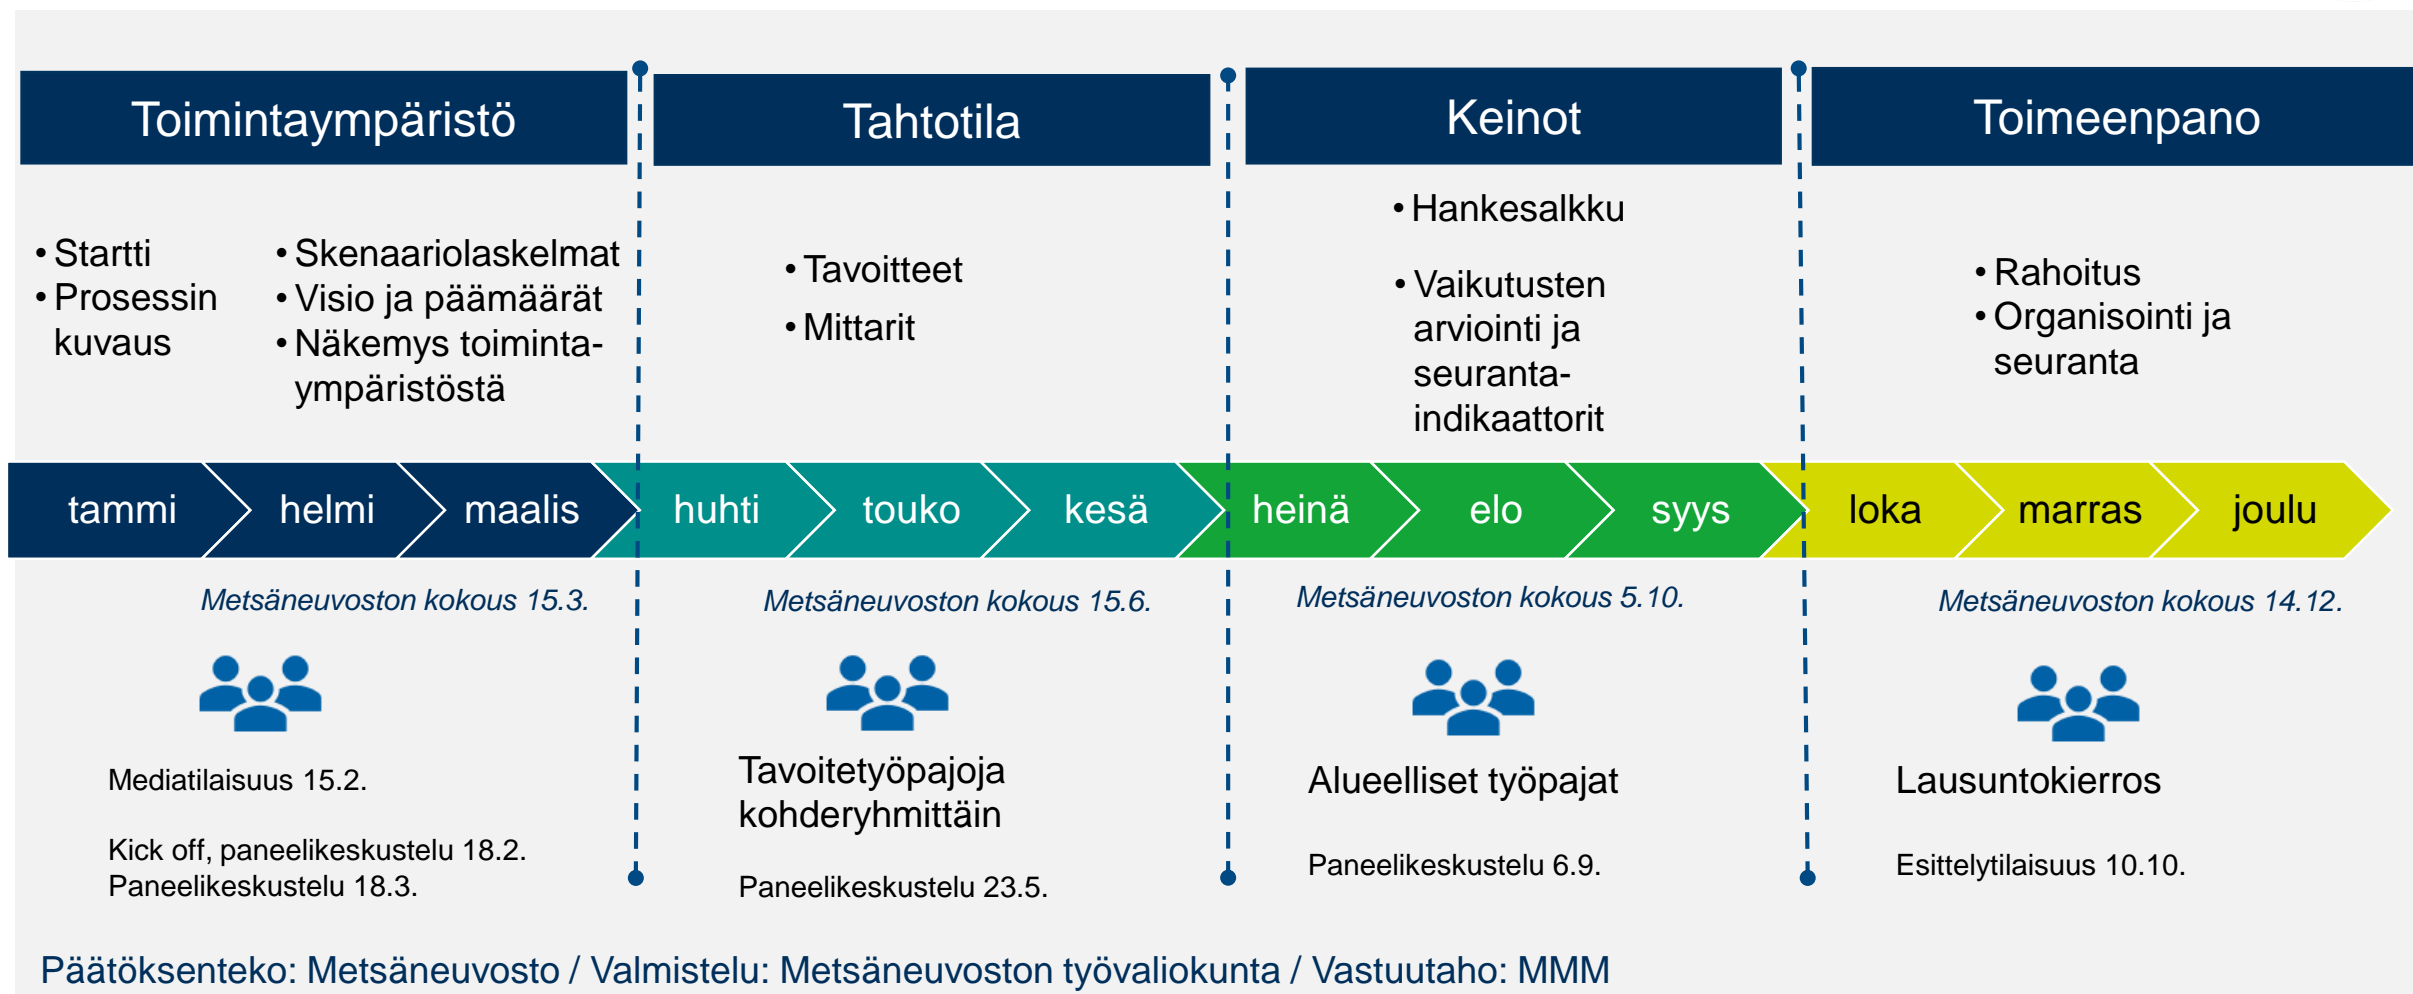 Toimintaympäristö
Tahtotila
Keinot
Toimeenpano
• Startti
• Prosessin
kuvaus
• Skenaariolaskelmat
• Visio ja päämäärät
• Näkemys toiminta-
ympäristöstä
• Tavoitteet
• Mittarit
• Hankesalkku
• Vaikutusten
arviointi ja
seuranta-
indikaattorit
• Rahoitus
• Organisointi ja
seuranta
tammi
helmi
maalis
huhti
touko
kesä
heinä
elo
syys
loka
marras
joulu
Metsäneuvoston kokous 15.3.
Metsäneuvoston kokous 15.6.
Metsäneuvoston kokous 5.10.
Metsäneuvoston kokous 14.12.
Mediatilaisuus 15.2.
Kick off, paneelikeskustelu 18.2.
Paneelikeskustelu 18.3.
Tavoitetyöpajoja
kohderyhmittäin
Paneelikeskustelu 23.5.
Alueelliset työpajat
Paneelikeskustelu 6.9.
Lausuntokierros
Esittelytilaisuus 10.10.
Päätöksenteko: Metsäneuvosto / Valmistelu: Metsäneuvoston työvaliokunta / Vastuutaho: MMM